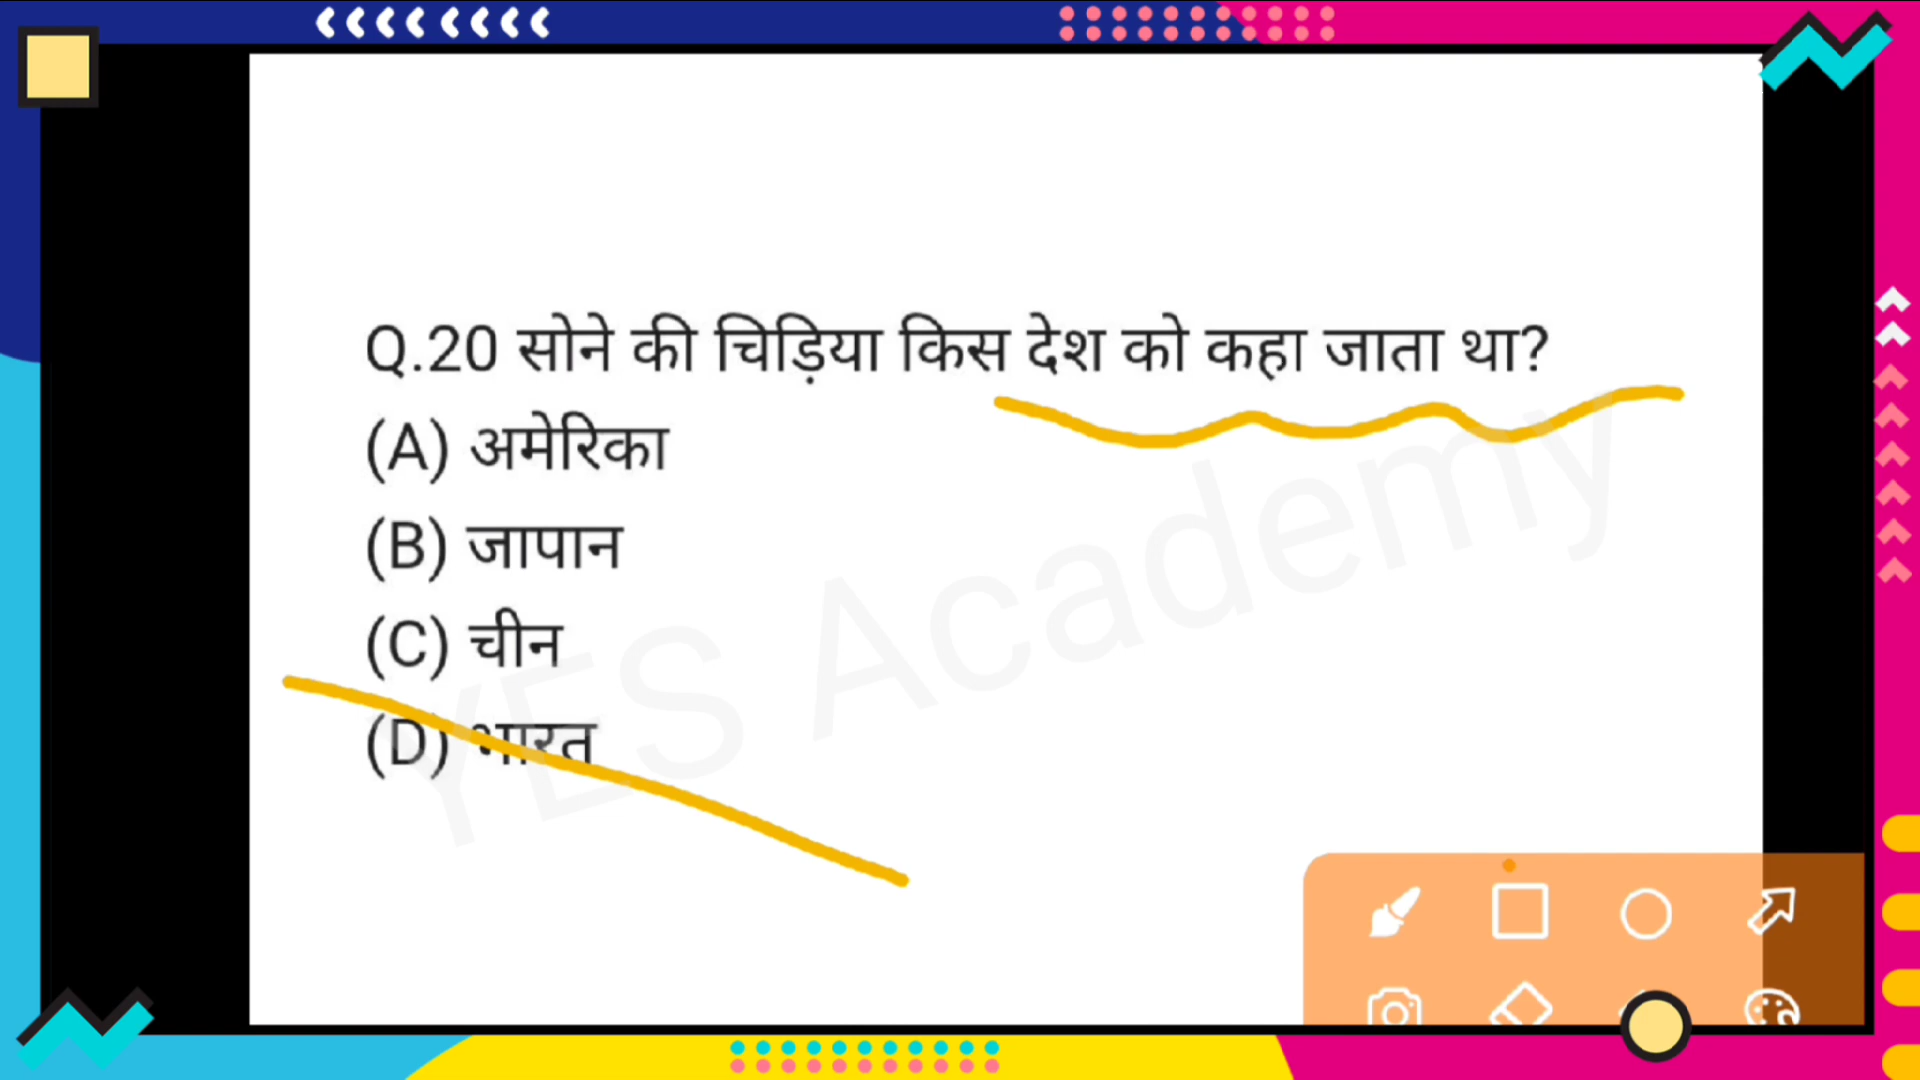 Q.20 सोने की चिड़िया किस देश को कहा जाता था?
(A) अमेरिका
(B) जापान
(C) चीन
(D) भारत
YES Academy